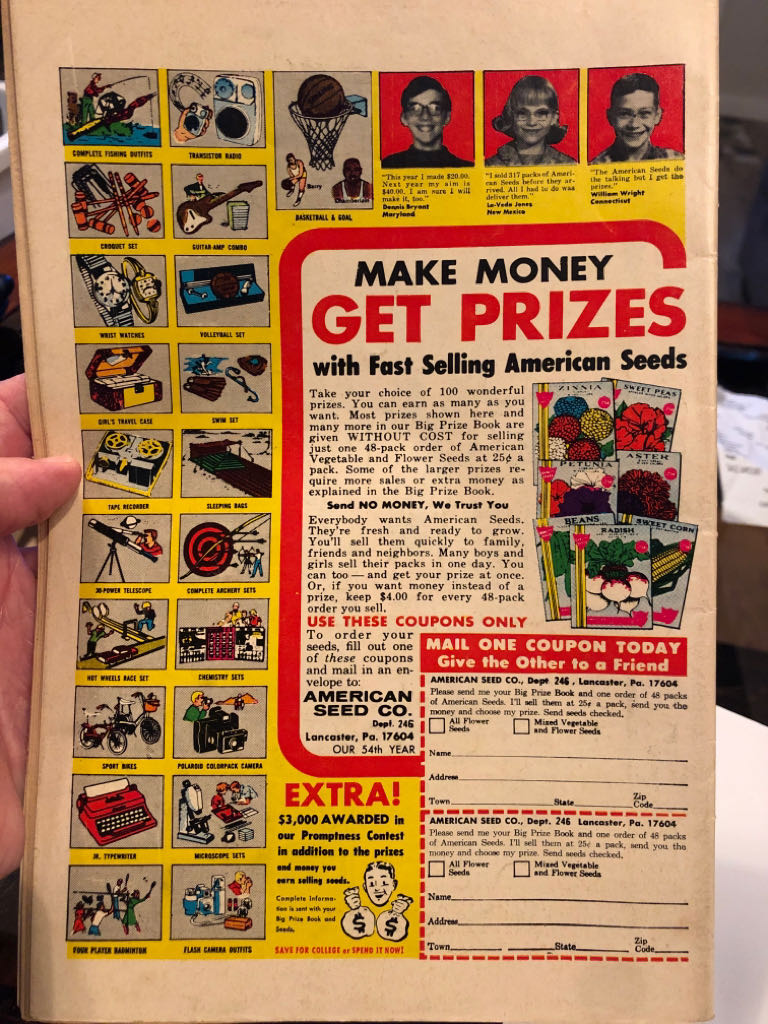 COMPLETE FISHING OUTFITS
TRANSISTOR RADIO
Barry
Chamberlain
BASKETBALL & GOAL
"This year I made $20.00.
Next year my aim is
$40.00. I am sure I will
make it, too."
Dennis Bryant
Maryland
"I sold 317 packs of Ameri-
can Seeds before they ar-
rived. All I had to do was
deliver them."
La-Veda Jones
New Mexico
"The American Seeds do
the talking but I get the
prizes."
William Wright
Connecticut
CROQUET SET
GUITAR-AMP COMBO
WRIST WATCHES
VOLLEYBALL SET
GIRL'S TRAVEL CASE
SWIM SET
TAPE RECORDER
SLEEPING BAGS
30-POWER TELESCOPE
COMPLETE ARCHERY SETS
HOT WHEELS RACE SET
CHEMISTRY SETS
SPORT BIKES
POLAROID COLORPACK CAMERA
JR. TYPEWRITER
MICROSCOPE SETS
FOUR PLAYER BADMINTON
FLASH CAMERA OUTFITS
MAKE MONEY
GET PRIZES
with Fast Selling American Seeds
Take your choice of 100 wonderful
prizes. You can earn as many as you
want. Most prizes shown here and
many more in our Big Prize Book are
given WITHOUT COST for selling
just one 48-pack order of American
Vegetable and Flower Seeds at 25¢ a
pack. Some of the larger prizes re-
quire more sales or extra money as
explained in the Big Prize Book.
Send NO MONEY, We Trust You
Everybody wants American Seeds.
They're fresh and ready to grow.
You'll sell them quickly to family,
friends and neighbors. Many boys and
girls sell their packs in one day. You
can too — and get your prize at once.
Or, if you want money instead of a
prize, keep $4.00 for every 48-pack
order you sell.
ZINNIA
SWEET PEAS
PETUNIA
ASTER
BEANS
RADISH
SWEET CORN
USE THESE COUPONS ONLY
To order your
seeds, fill out one
of these coupons
and mail in an en-
velope to:
AMERICAN
SEED CO.
Dept. 246
Lancaster, Pa. 17604
OUR 54th YEAR
EXTRA!
$3,000 AWARDED in
our Promptness Contest
in addition to the prizes
and money you
earn selling seeds.
Complete Informa-
tion is sent with your
Big Prize Book and
Seeds.
$ $
SAVE FOR COLLEGE or SPEND IT NOW!
MAIL ONE COUPON TODAY
Give the Other to a Friend
AMERICAN SEED CO., Dept. 246, Lancaster, Pa. 17604
Please send me your Big Prize Book and one order of 48 packs
of American Seeds. I'll sell them at 25¢ a pack, send you the
money and choose my prize. Send seeds checked.
All Flower Seeds
Mixed Vegetable and Flower Seeds
Name
Address
Town State Zip Code
AMERICAN SEED CO., Dept. 246 Lancaster, Pa. 17604
Please send me your Big Prize Book and one order of 48 packs
of American Seeds. I'll sell them at 25¢ a pack, send you the
money and choose my prize. Send seeds checked.
All Flower Seeds
Mixed Vegetable and Flower Seeds
Name
Address
Town State Zip Code